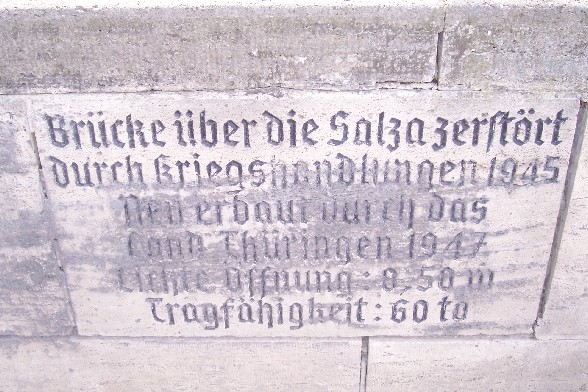 Brücke über die Salza zerstört
durch Kriegshandlungen 1945
Neu erbaut durch das
Land Thüringen 1947
Lichte Öffnung: 8,50 m
Tragfähigkeit: 60 to